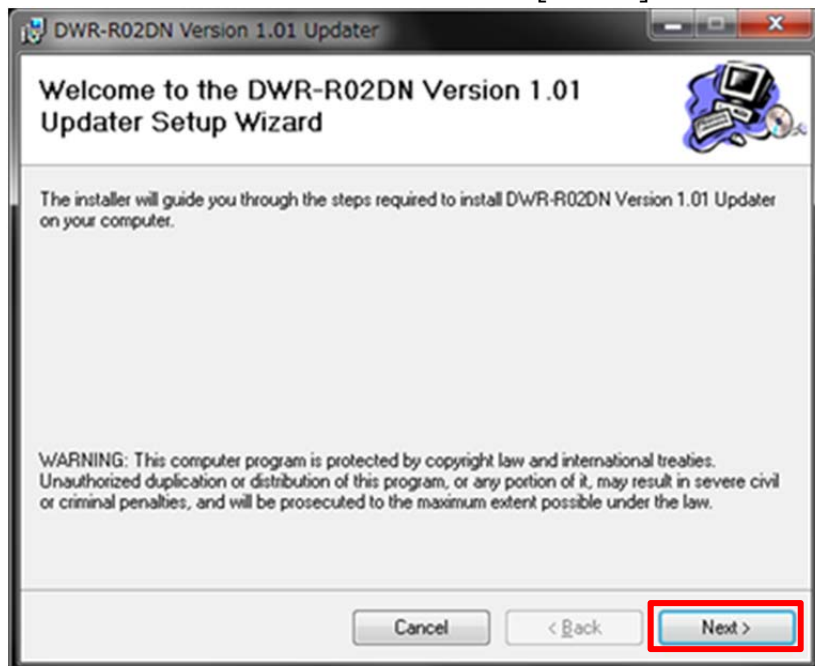 DWR-R02DN Version 1.01 Updater
Welcome to the DWR-R02DN Version 1.01
Updater Setup Wizard
The installer will guide you through the steps required to install DWR-R02DN Version 1.01 Updater
on your computer.
WARNING: This computer program is protected by copyright law and international treaties.
Unauthorized duplication or distribution of this program, or any portion of it, may result in severe civil
or criminal penalties, and will be prosecuted to the maximum extent possible under the law.
Cancel
< Back
Next >